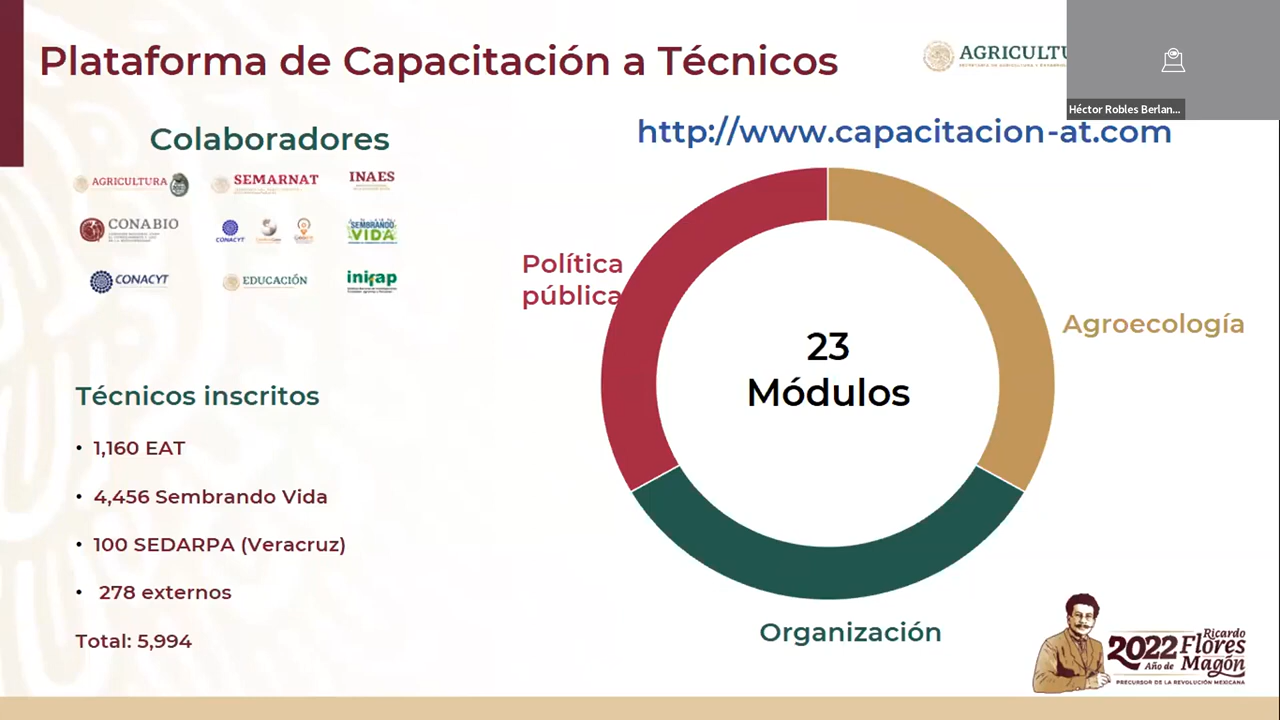 Plataforma de Capacitación a Técnicos
AGRICULTU
Héctor Robles Berlan...
Colaboradores
http://www.capacitacion-at.com
AGRICULTURA
SEMARNAT
INAES
CONABIO
CONACYT
SEMBRANDO
VIDA
CONACYT
EDUCACIÓN
inifap
Política
pública
Agroecología
23
Módulos
Técnicos inscritos
• 1,160 EAT
• 4,456 Sembrando Vida
• 100 SEDARPA (Veracruz)
• 278 externos
Total: 5,994
Organización
2022 Ricardo
Flores
Año de Magón
PRECURSOR DE LA REVOLUCIÓN MEXICANA